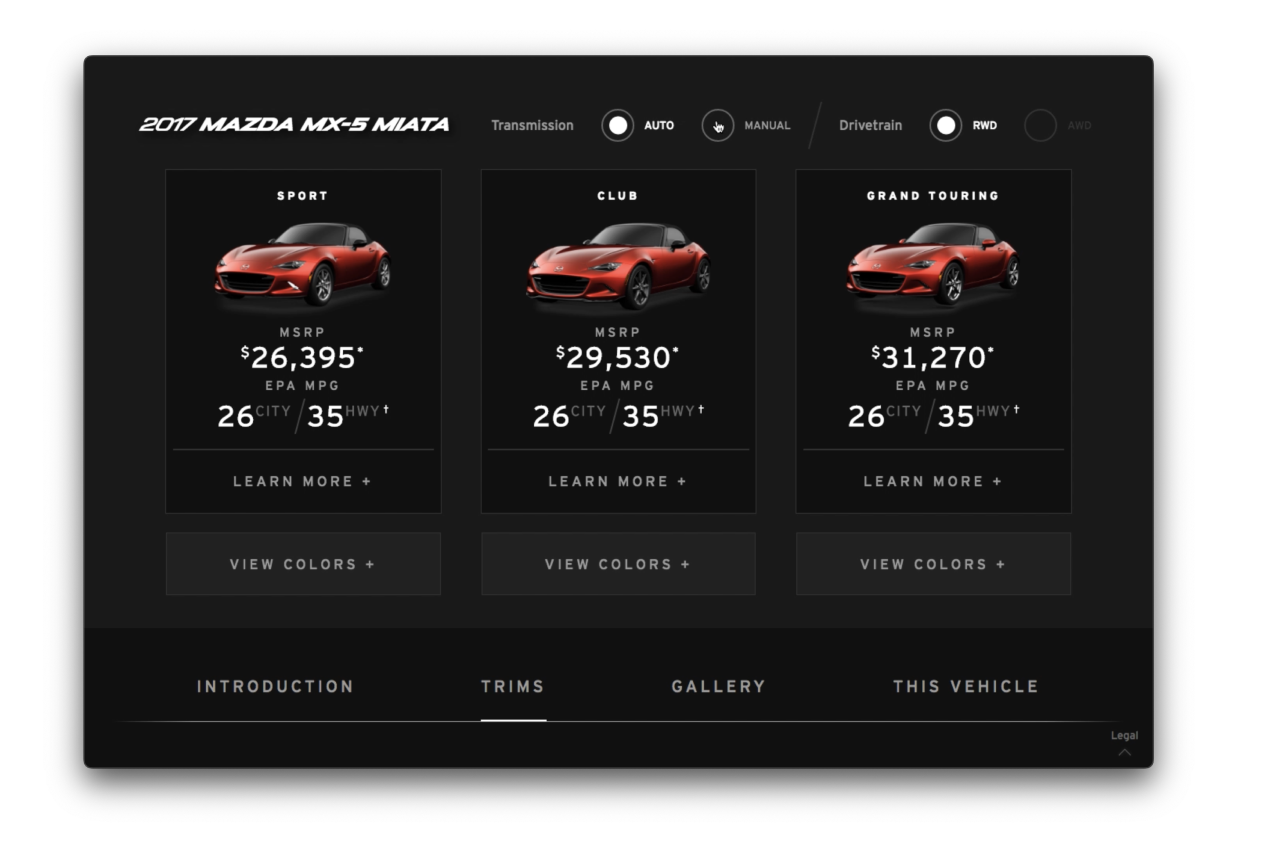 2017 MAZDA MX-5 MIATA
Transmission AUTO MANUAL Drivetrain RWD AWD
SPORT
MSRP
$26,395*
EPA MPG
26 CITY / 35 HWY †
LEARN MORE +
VIEW COLORS +
CLUB
MSRP
$29,530*
EPA MPG
26 CITY / 35 HWY †
LEARN MORE +
VIEW COLORS +
GRAND TOURING
MSRP
$31,270*
EPA MPG
26 CITY / 35 HWY †
LEARN MORE +
VIEW COLORS +
INTRODUCTION TRIMS GALLERY THIS VEHICLE
Legal